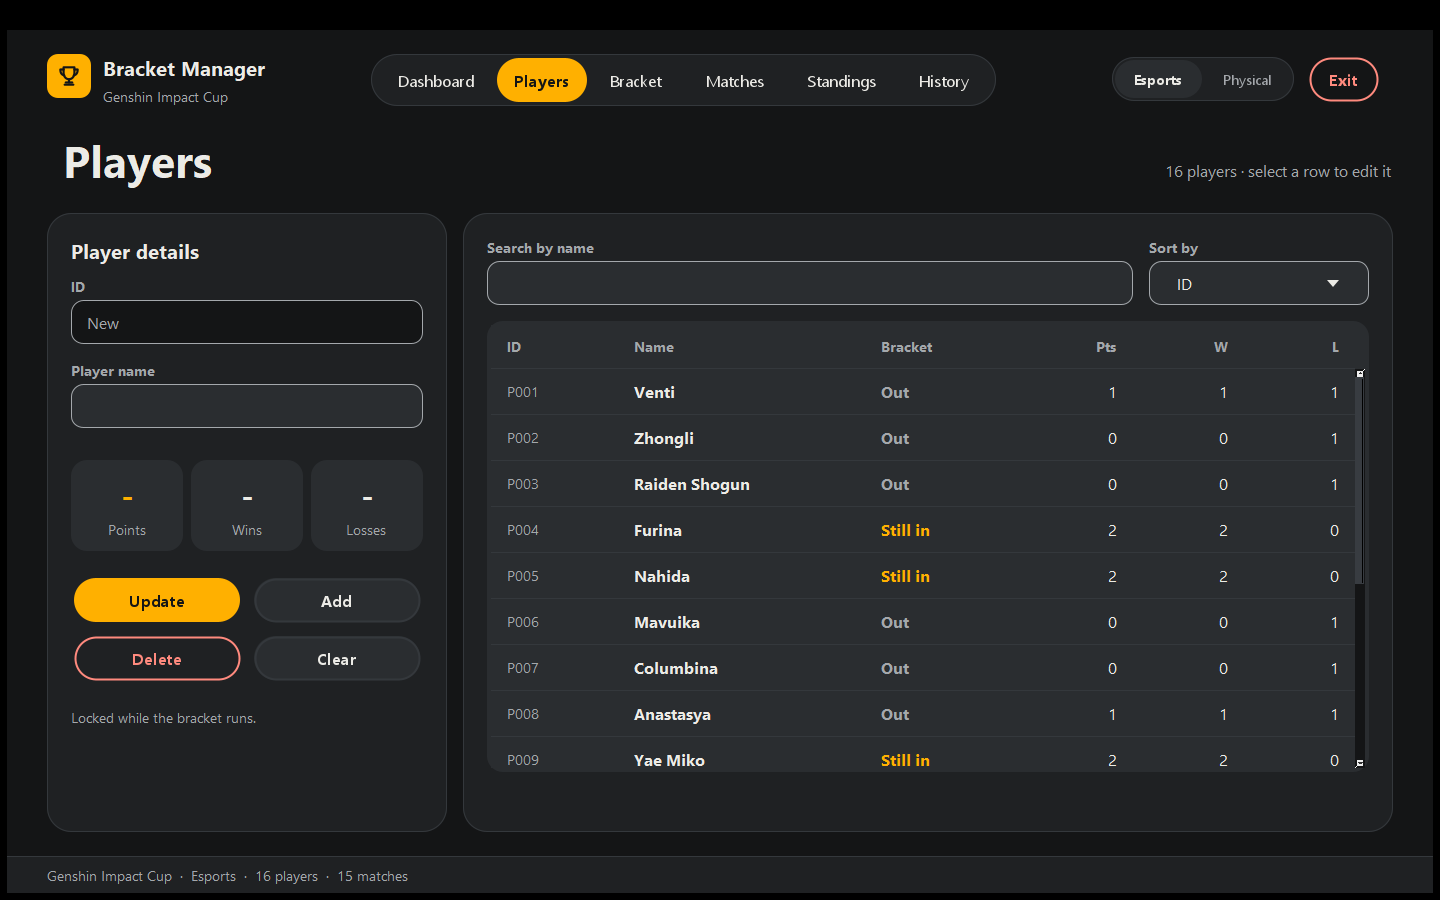 Bracket Manager
Genshin Impact Cup
Dashboard Players Bracket Matches Standings History
Esports Physical
Exit
Players
16 players · select a row to edit it
Player details
ID
New
Player name
- - -
Points Wins Losses
Update Add
Delete Clear
Locked while the bracket runs.
Search by name Sort by
ID
ID Name Bracket Pts W L
P001 Venti Out 1 1 1
P002 Zhongli Out 0 0 1
P003 Raiden Shogun Out 0 0 1
P004 Furina Still in 2 2 0
P005 Nahida Still in 2 2 0
P006 Mavuika Out 0 0 1
P007 Columbina Out 0 0 1
P008 Anastasya Out 1 1 1
P009 Yae Miko Still in 2 2 0
Genshin Impact Cup · Esports · 16 players · 15 matches